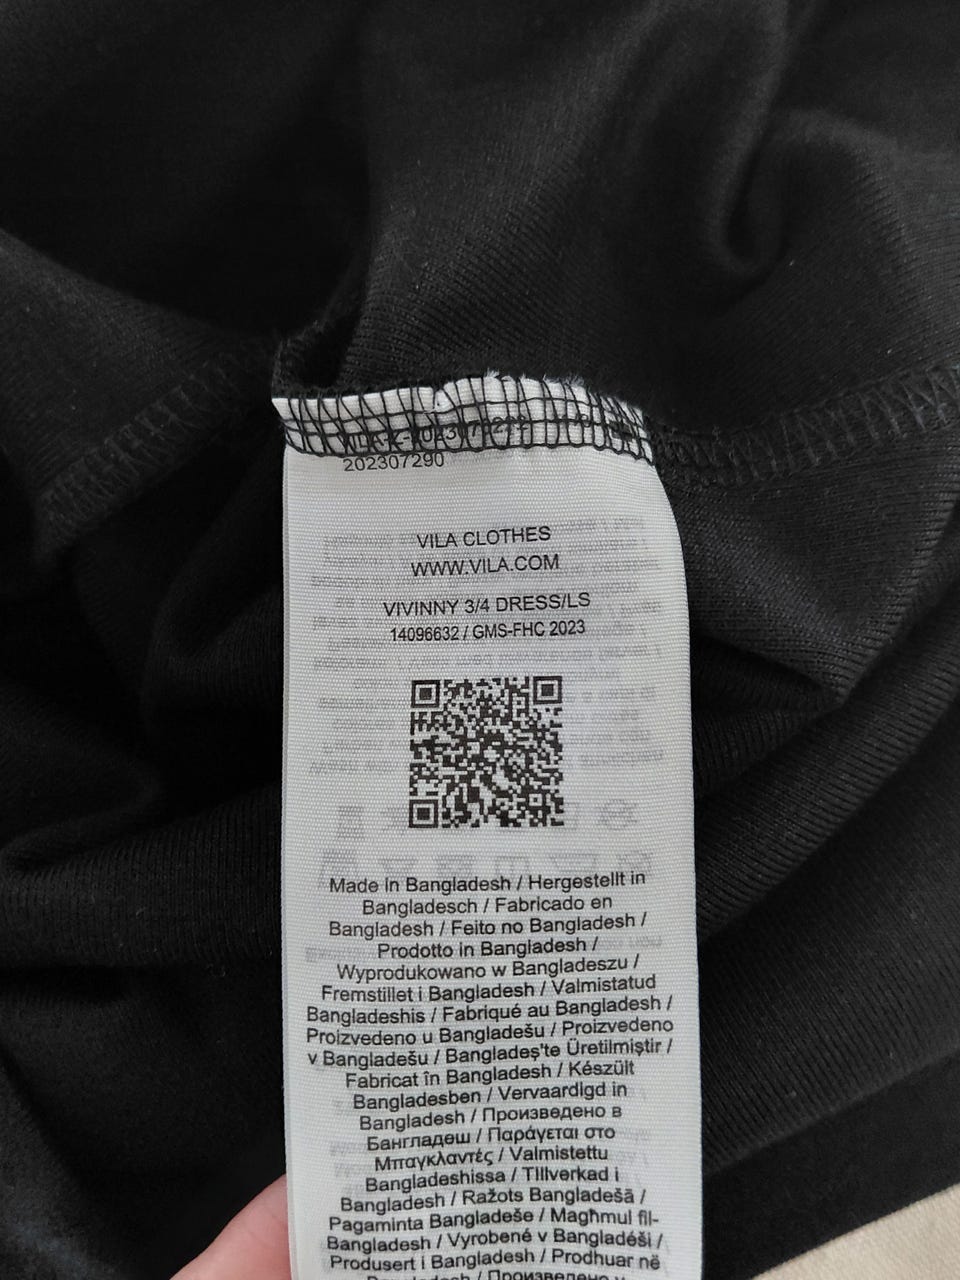 202307290
VILA CLOTHES
WWW.VILA.COM
VIVINNY 3/4 DRESS/LS
14096632 / GMS-FHC 2023
Made in Bangladesh / Hergestellt in
Bangladesch / Fabricado en
Bangladesh / Feito no Bangladesh /
Prodotto in Bangladesh /
Wyprodukowano w Bangladeszu /
Fremstillet i Bangladesh / Valmistatud
Bangladeshis / Fabriqué au Bangladesh /
Proizvedeno u Bangladešu / Proizvedeno
v Bangladešu / Bangladeş'te Üretilmiştir /
Fabricat în Bangladesh / Készült
Bangladesben / Vervaardigd in
Bangladesh / Произведено в
Бангладеш / Παράγεται στο
Μπαγκλαντές / Valmistettu
Bangladeshissa / Tillverkad i
Bangladesh / Ražots Bangladešā /
Pagaminta Bangladeše / Magħmul fil-
Bangladesh / Vyrobené v Bangladéši /
Produsert i Bangladesh / Prodhuar në
Bangladesh / Произведено у